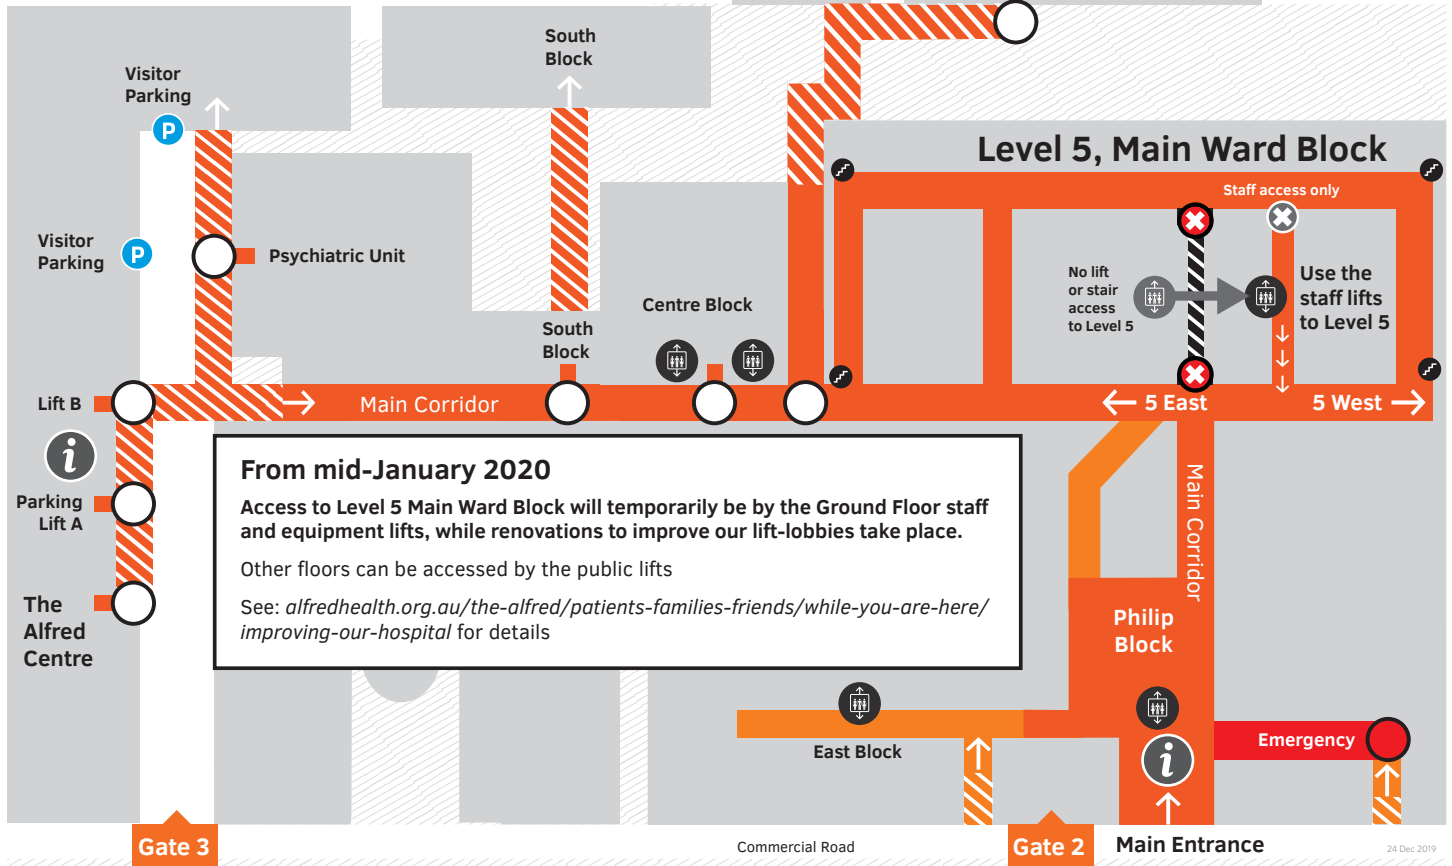 South
Block
Visitor
Parking
P
Level 5, Main Ward Block
Staff access only
Visitor
Parking
P
Psychiatric Unit
No lift
or stair
access
to Level 5
Use the
staff lifts
to Level 5
Centre Block
South
Block
Lift B
Main Corridor
5 East
5 West
i
Parking
Lift A
The
Alfred
Centre
From mid-January 2020
Access to Level 5 Main Ward Block will temporarily be by the Ground Floor staff
and equipment lifts, while renovations to improve our lift-lobbies take place.
Other floors can be accessed by the public lifts
See: alfredhealth.org.au/the-alfred/patients-families-friends/while-you-are-here/
improving-our-hospital for details
Main Corridor
Philip
Block
East Block
i
Emergency
Gate 3
Commercial Road
Gate 2
Main Entrance
24 Dec 2019